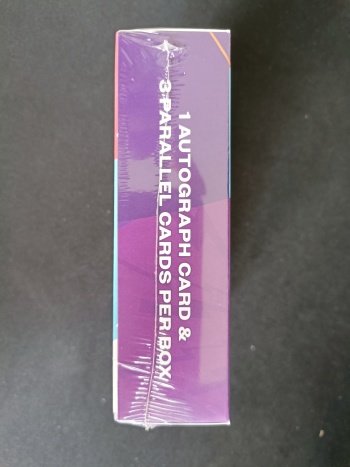 1 AUTOGRAPH CARD &
3 PARALLEL CARDS PER BOX